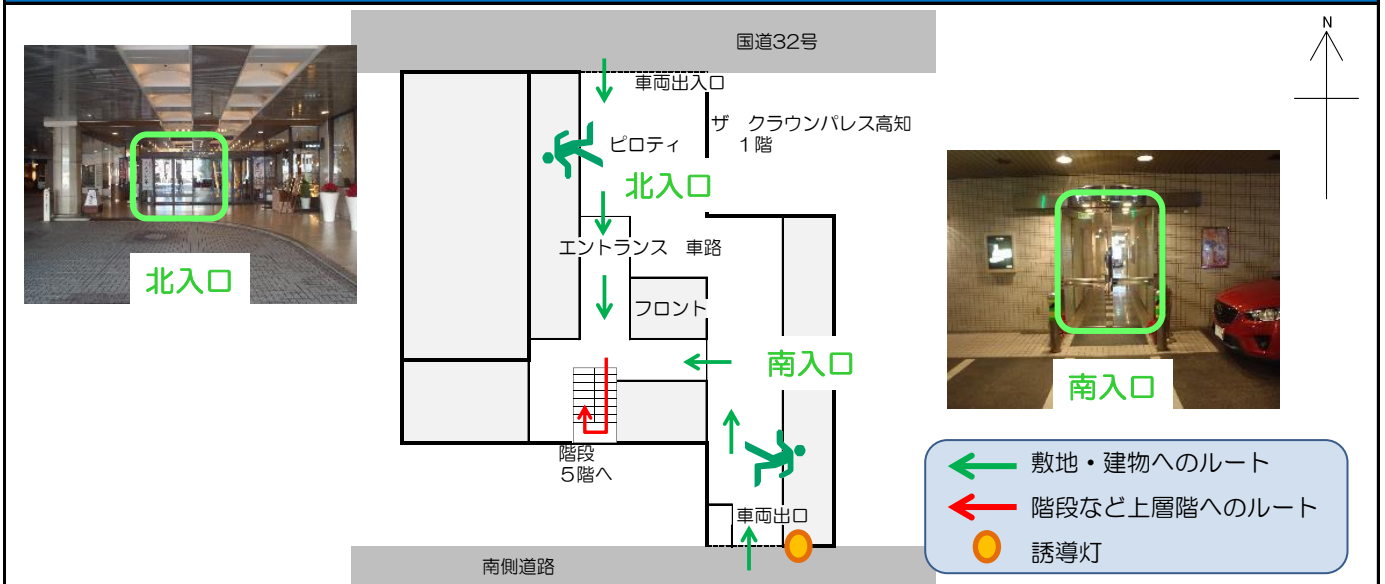 国道32号
N
車両出入口
ザ　クラウンパレス高知
1階
ピロティ
北入口
エントランス　車路
北入口
フロント
南入口
南入口
階段
5階へ
車両出口
南側道路
敷地・建物へのルート
階段など上層階へのルート
誘導灯